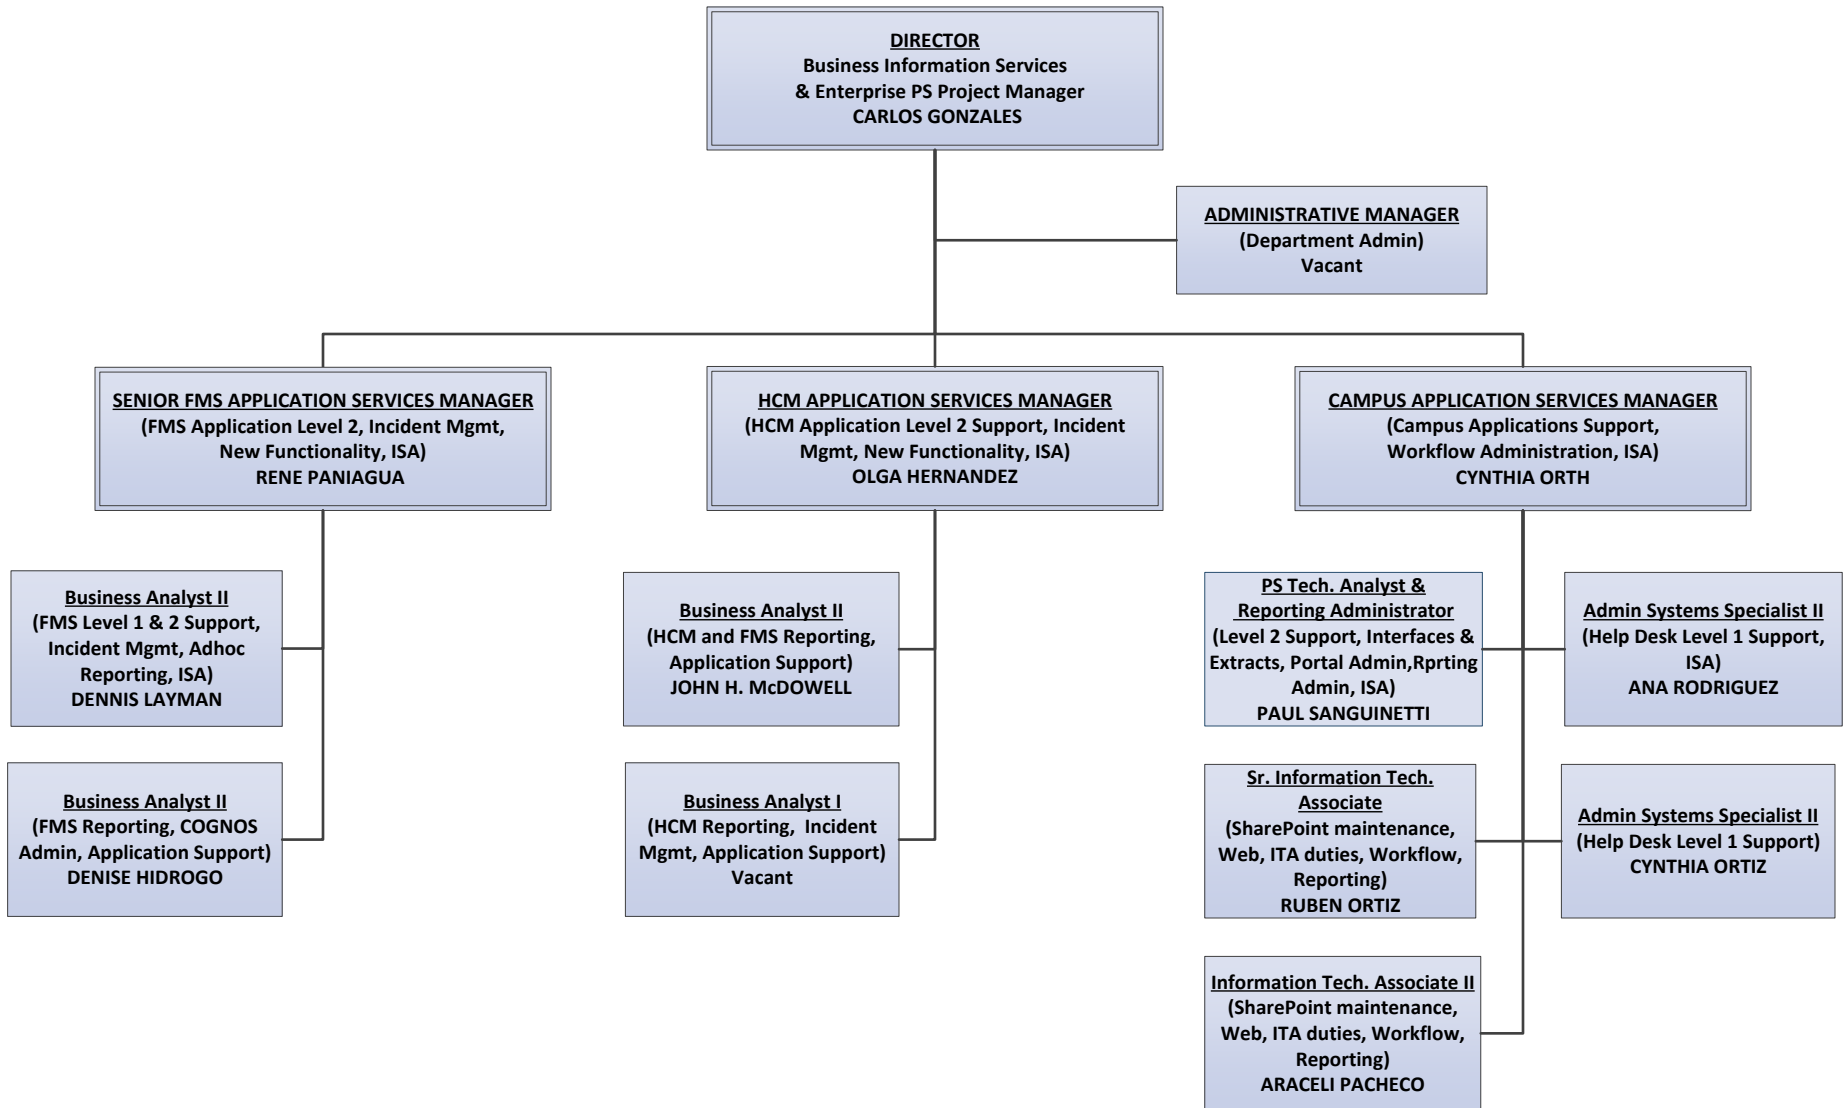 DIRECTOR
Business Information Services
& Enterprise PS Project Manager
CARLOS GONZALES
ADMINISTRATIVE MANAGER
(Department Admin)
Vacant
SENIOR FMS APPLICATION SERVICES MANAGER
(FMS Application Level 2, Incident Mgmt,
New Functionality, ISA)
RENE PANIAGUA
HCM APPLICATION SERVICES MANAGER
(HCM Application Level 2 Support, Incident
Mgmt, New Functionality, ISA)
OLGA HERNANDEZ
CAMPUS APPLICATION SERVICES MANAGER
(Campus Applications Support,
Workflow Administration, ISA)
CYNTHIA ORTH
Business Analyst II
(FMS Level 1 & 2 Support,
Incident Mgmt, Adhoc
Reporting, ISA)
DENNIS LAYMAN
Business Analyst II
(HCM and FMS Reporting,
Application Support)
JOHN H. McDOWELL
PS Tech. Analyst &
Reporting Administrator
(Level 2 Support, Interfaces &
Extracts, Portal Admin,Rprting
Admin, ISA)
PAUL SANGUINETTI
Admin Systems Specialist II
(Help Desk Level 1 Support,
ISA)
ANA RODRIGUEZ
Business Analyst II
(FMS Reporting, COGNOS
Admin, Application Support)
DENISE HIDROGO
Business Analyst I
(HCM Reporting, Incident
Mgmt, Application Support)
Vacant
Sr. Information Tech.
Associate
(SharePoint maintenance,
Web, ITA duties, Workflow,
Reporting)
RUBEN ORTIZ
Admin Systems Specialist II
(Help Desk Level 1 Support)
CYNTHIA ORTIZ
Information Tech. Associate II
(SharePoint maintenance,
Web, ITA duties, Workflow,
Reporting)
ARACELI PACHECO